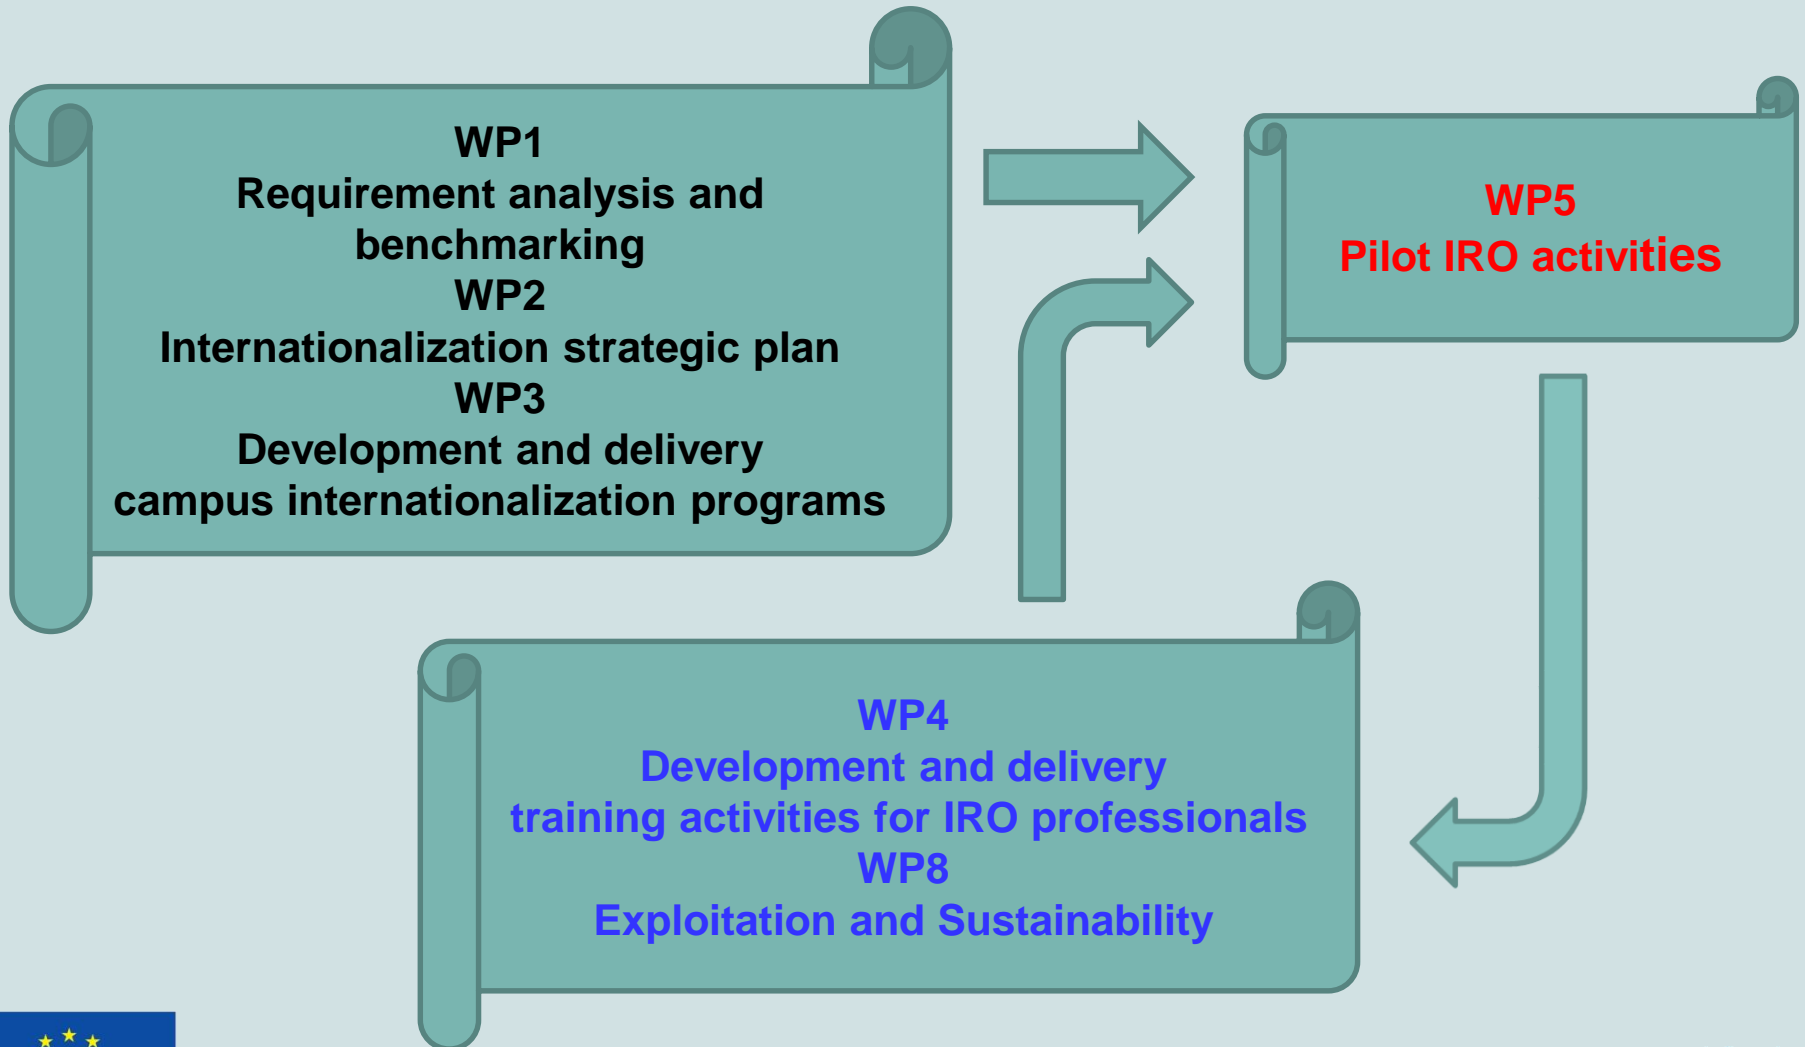 WP1
Requirement analysis and
benchmarking
WP2
Internationalization strategic plan
WP3
Development and delivery
campus internationalization programs
WP5
Pilot IRO activities
WP4
Development and delivery
training activities for IRO professionals
WP8
Exploitation and Sustainability